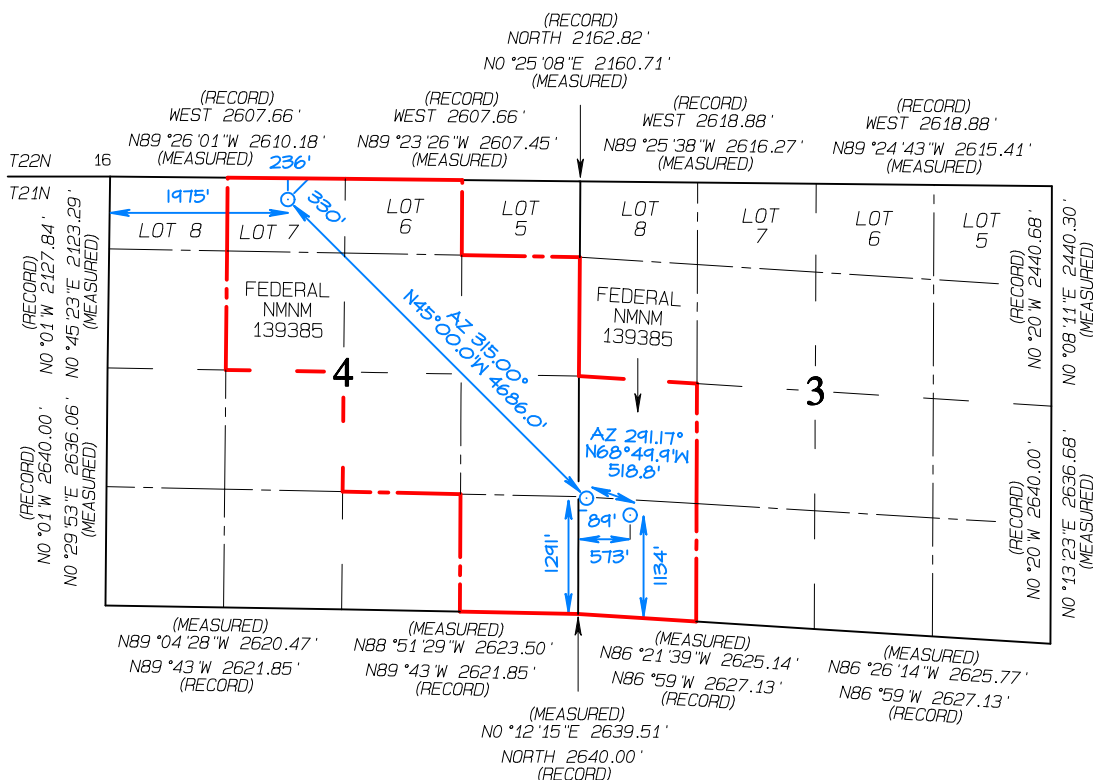 (RECORD)
NORTH 2162.82'
N0°25'08"E 2160.71'
(MEASURED)
(RECORD)
WEST 2607.66'
N89°26'01"W 2610.18'
(MEASURED)
(RECORD)
WEST 2607.66'
N89°23'26"W 2607.45'
(MEASURED)
(RECORD)
WEST 2618.88'
N89°25'38"W 2616.27'
(MEASURED)
(RECORD)
WEST 2618.88'
N89°24'43"W 2615.41'
(MEASURED)
T22N
16
T21N
236'
1975'
330'
LOT 8
LOT 7
LOT
6
LOT
5
LOT
8
LOT
7
LOT
6
LOT
5
(RECORD)
N0°01'W 2127.84'
N0°45'23"E 2123.29'
(MEASURED)
N0°20'W 2440.68'
(RECORD)
N0°08'11"E 2440.30'
(MEASURED)
FEDERAL
NMNM
139385
FEDERAL
NMNM
139385
AZ 315.00°
N45°00.0'W 4686.0'
4
3
AZ 291.17°
N68°49.9'W
518.8'
(RECORD)
N0°01'W 2640.00'
N0°29'53"E 2636.06'
(MEASURED)
(RECORD)
N0°20'W 2640.00'
N0°13'23"E 2636.68'
(MEASURED)
89'
573'
1291'
1134'
(MEASURED)
N89°04'28"W 2620.47'
N89°43'W 2621.85'
(RECORD)
(MEASURED)
N88°51'29"W 2623.50'
N89°43'W 2621.85'
(RECORD)
(MEASURED)
N86°21'39"W 2625.14'
N86°59'W 2627.13'
(RECORD)
(MEASURED)
N86°26'14"W 2625.77'
N86°59'W 2627.13'
(RECORD)
(MEASURED)
N0°12'15"E 2639.51'
NORTH 2640.00'
(RECORD)